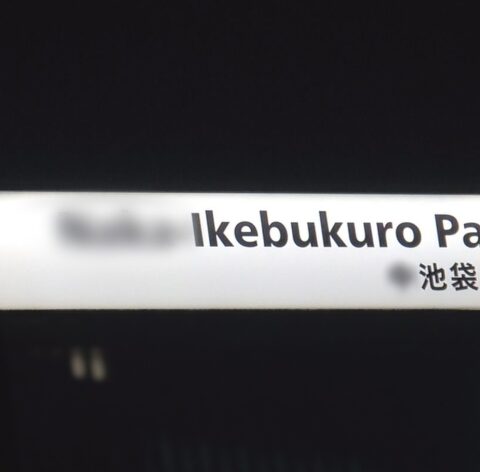 Ikebukuro Pa
池袋